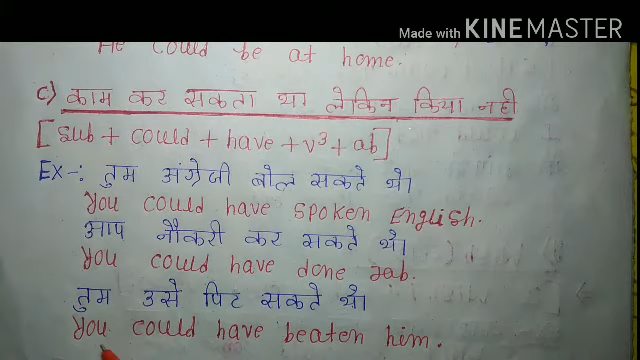 Made with KINEMASTER
He could be at home.
c) काम कर सकता था लेकिन किया नही
[Sub + could + have + v³ + ob]
Ex-: तुम अंग्रेजी बोल सकते थे।
You could have spoken English.
आप नौकरी कर सकते थे।
You could have done Job.
तुम उसे पिट सकते थे।
You could have beaten him.